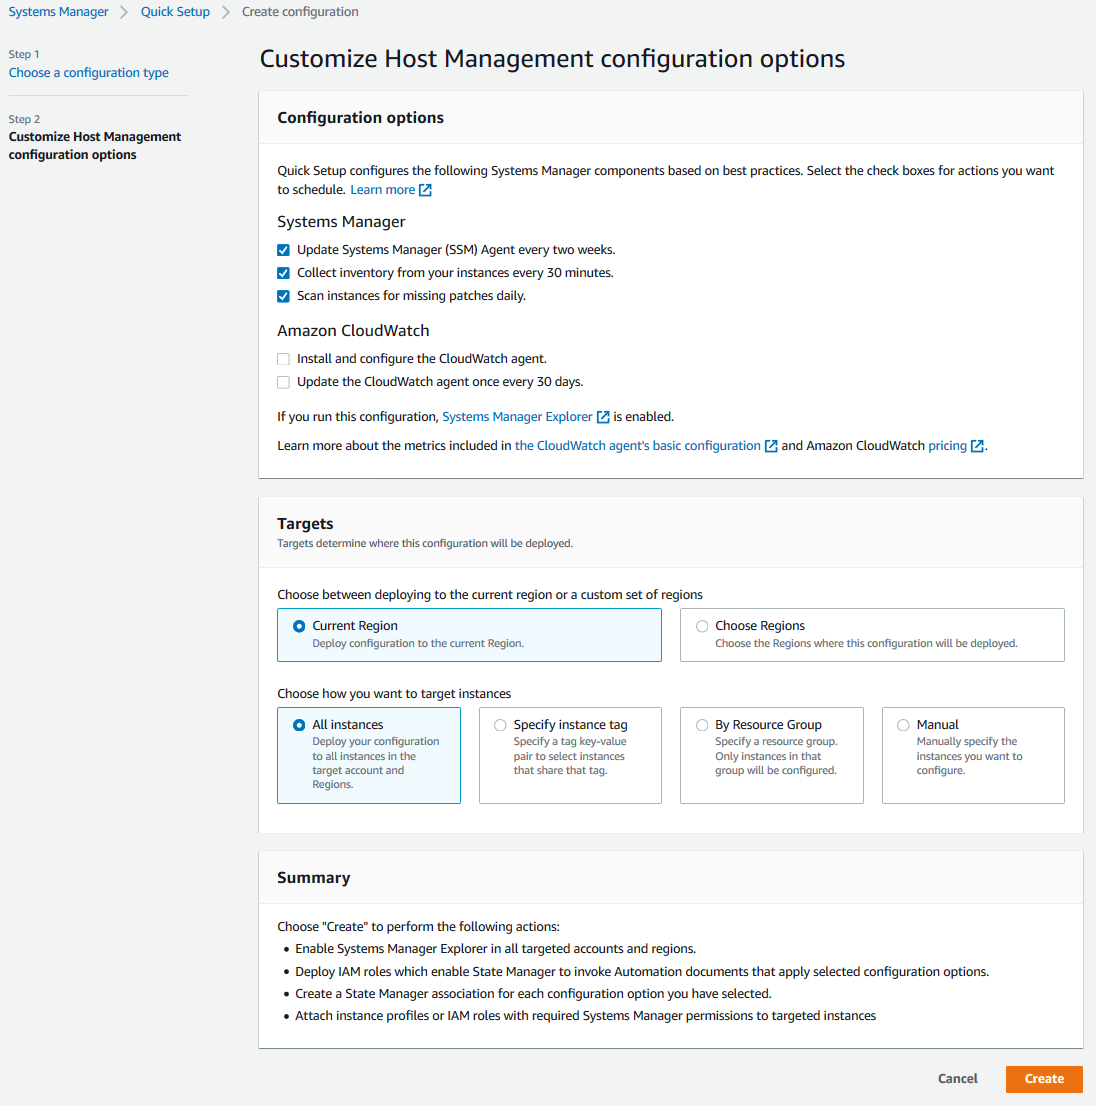 Systems Manager > Quick Setup > Create configuration
Step 1
Choose a configuration type
Step 2
Customize Host Management
configuration options
Customize Host Management configuration options
Configuration options
Quick Setup configures the following Systems Manager components based on best practices. Select the check boxes for actions you want
to schedule. Learn more
Systems Manager
Update Systems Manager (SSM) Agent every two weeks.
Collect inventory from your instances every 30 minutes.
Scan instances for missing patches daily.
Amazon CloudWatch
Install and configure the CloudWatch agent.
Update the CloudWatch agent once every 30 days.
If you run this configuration, Systems Manager Explorer is enabled.
Learn more about the metrics included in the CloudWatch agent's basic configuration and Amazon CloudWatch pricing.
Targets
Targets determine where this configuration will be deployed.
Choose between deploying to the current region or a custom set of regions
Current Region
Deploy configuration to the current Region.
Choose Regions
Choose the Regions where this configuration will be deployed.
Choose how you want to target instances
All instances
Deploy your configuration
to all instances in the
target account and
Regions.
Specify instance tag
Specify a tag key-value
pair to select instances
that share that tag.
By Resource Group
Specify a resource group.
Only instances in that
group will be configured.
Manual
Manually specify the
instances you want to
configure.
Summary
Choose "Create" to perform the following actions:
• Enable Systems Manager Explorer in all targeted accounts and regions.
• Deploy IAM roles which enable State Manager to invoke Automation documents that apply selected configuration options.
• Create a State Manager association for each configuration option you have selected.
• Attach instance profiles or IAM roles with required Systems Manager permissions to targeted instances
Cancel
Create